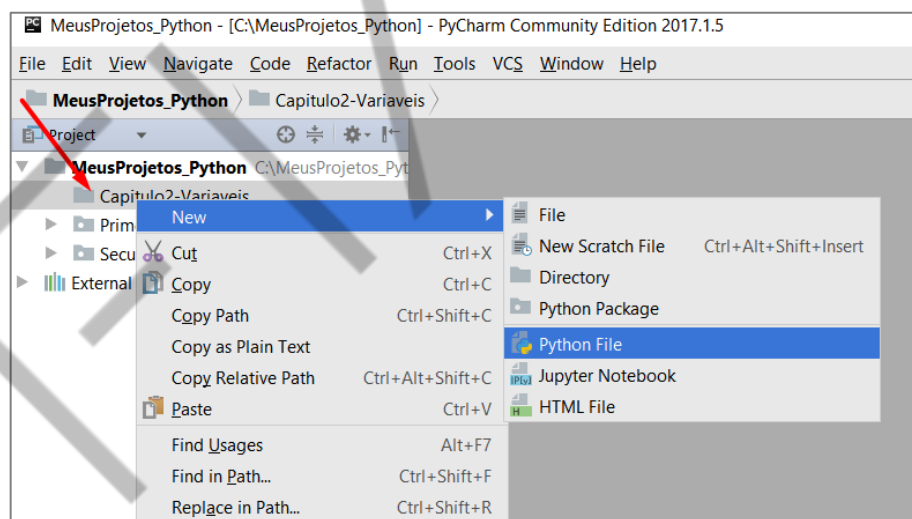 PC MeusProjetos_Python - [C:\MeusProjetos_Python] - PyCharm Community Edition 2017.1.5
File Edit View Navigate Code Refactor Run Tools VCS Window Help
MeusProjetos_Python Capitulo2-Variaveis
Project
MeusProjetos_Python C:\MeusProjetos_Pyt
Capitulo2-Variaveis
Prim
Secu
External
New
Cut Ctrl+X
Copy Ctrl+C
Copy Path Ctrl+Shift+C
Copy as Plain Text
Copy Relative Path Ctrl+Alt+Shift+C
Paste Ctrl+V
Find Usages Alt+F7
Find in Path... Ctrl+Shift+F
Replace in Path... Ctrl+Shift+R
File
New Scratch File Ctrl+Alt+Shift+Insert
Directory
Python Package
Python File
IP[y] Jupyter Notebook
H HTML File